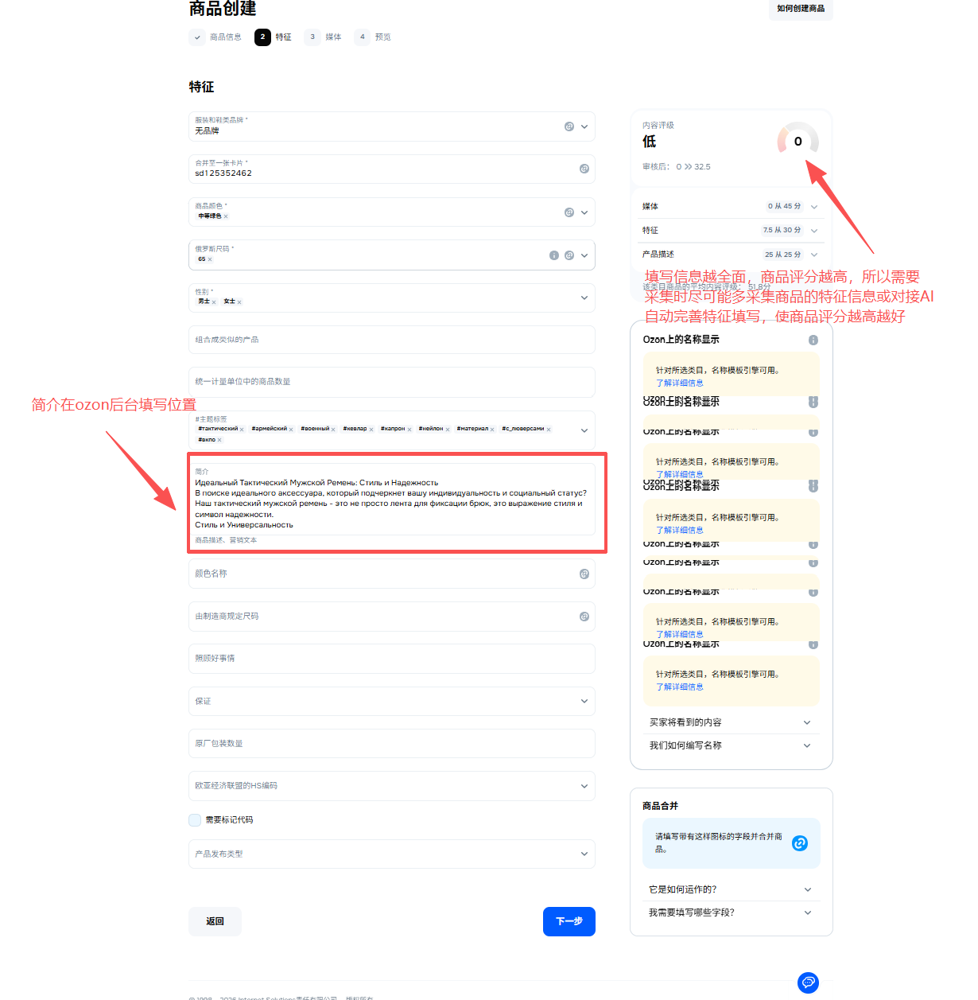 商品创建
如何创建商品
商品信息
2 特征
3 媒体
4 预览
特征
服装和鞋类品牌 *
无品牌
合并至一张卡片 *
sd125352462
商品颜色 *
中等绿色 ×
俄罗斯尺码 *
65 ×
性别 *
男士 × 女士 ×
组合成类似的产品
统一计量单位中的商品数量
简介在ozon后台填写位置
#主题标签
#тактический × #армейский × #военный × #кевлар × #капрон × #нейлон × #материал × #с_люверсами ×
#вкпо ×
简介
Идеальный Тактический Мужской Ремень: Стиль и Надежность
В поиске идеального аксессуара, который подчеркнет вашу индивидуальность и социальный статус?
Наш тактический мужской ремень - это не просто лента для фиксации брюк, это выражение стиля и
символ надежности.
Стиль и Универсальность
商品描述、营销文本
颜色名称
由制造商规定尺码
照顾好事情
保证
原厂包装数量
欧亚经济联盟的HS编码
需要标记代码
产品发布类型
返回
下一步
内容评级
低
0
审核后: 0 >> 32.5
媒体 0 从 45 分
特征 7.5 从 30 分
产品描述 25 从 25 分
该类目商品的平均内容评级: 51.8分
填写信息越全面，商品评分越高，所以需要
采集时尽可能多采集商品的特征信息或对接AI
自动完善特征填写，使商品评分越高越好
Ozon上的名称显示
针对所选类目，名称模板引擎可用。
了解详细信息
Ozon上的名称显示
Ozon上的名称显示
Ozon上的名称显示
针对所选类目，名称模板引擎可用。
了解详细信息
Ozon上的名称显示
Ozon上的名称显示
针对所选类目，名称模板引擎可用。
了解详细信息
Ozon上的名称显示
Ozon上的名称显示
Ozon上的名称显示
针对所选类目，名称模板引擎可用。
了解详细信息
Ozon上的名称显示
针对所选类目，名称模板引擎可用。
了解详细信息
买家将看到的内容
我们如何编写名称
商品合并
请填写带有这样图标的字段并合并商
品。
它是如何运作的?
我需要填写哪些字段?
© 1998 – 2026 Internet Solutions责任有限公司. 版权所有.